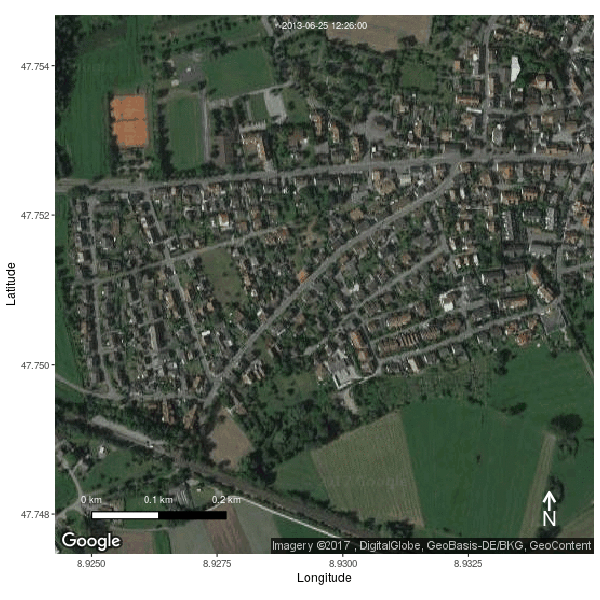 2013-06-25 12:26:00
47.754
47.752
47.750
47.748
Latitude
0 km
0.1 km
0.2 km
N
Google
2017 Google
Imagery ©2017 , DigitalGlobe, GeoBasis-DE/BKG, GeoContent
8.9250
8.9275
8.9300
8.9325
Longitude